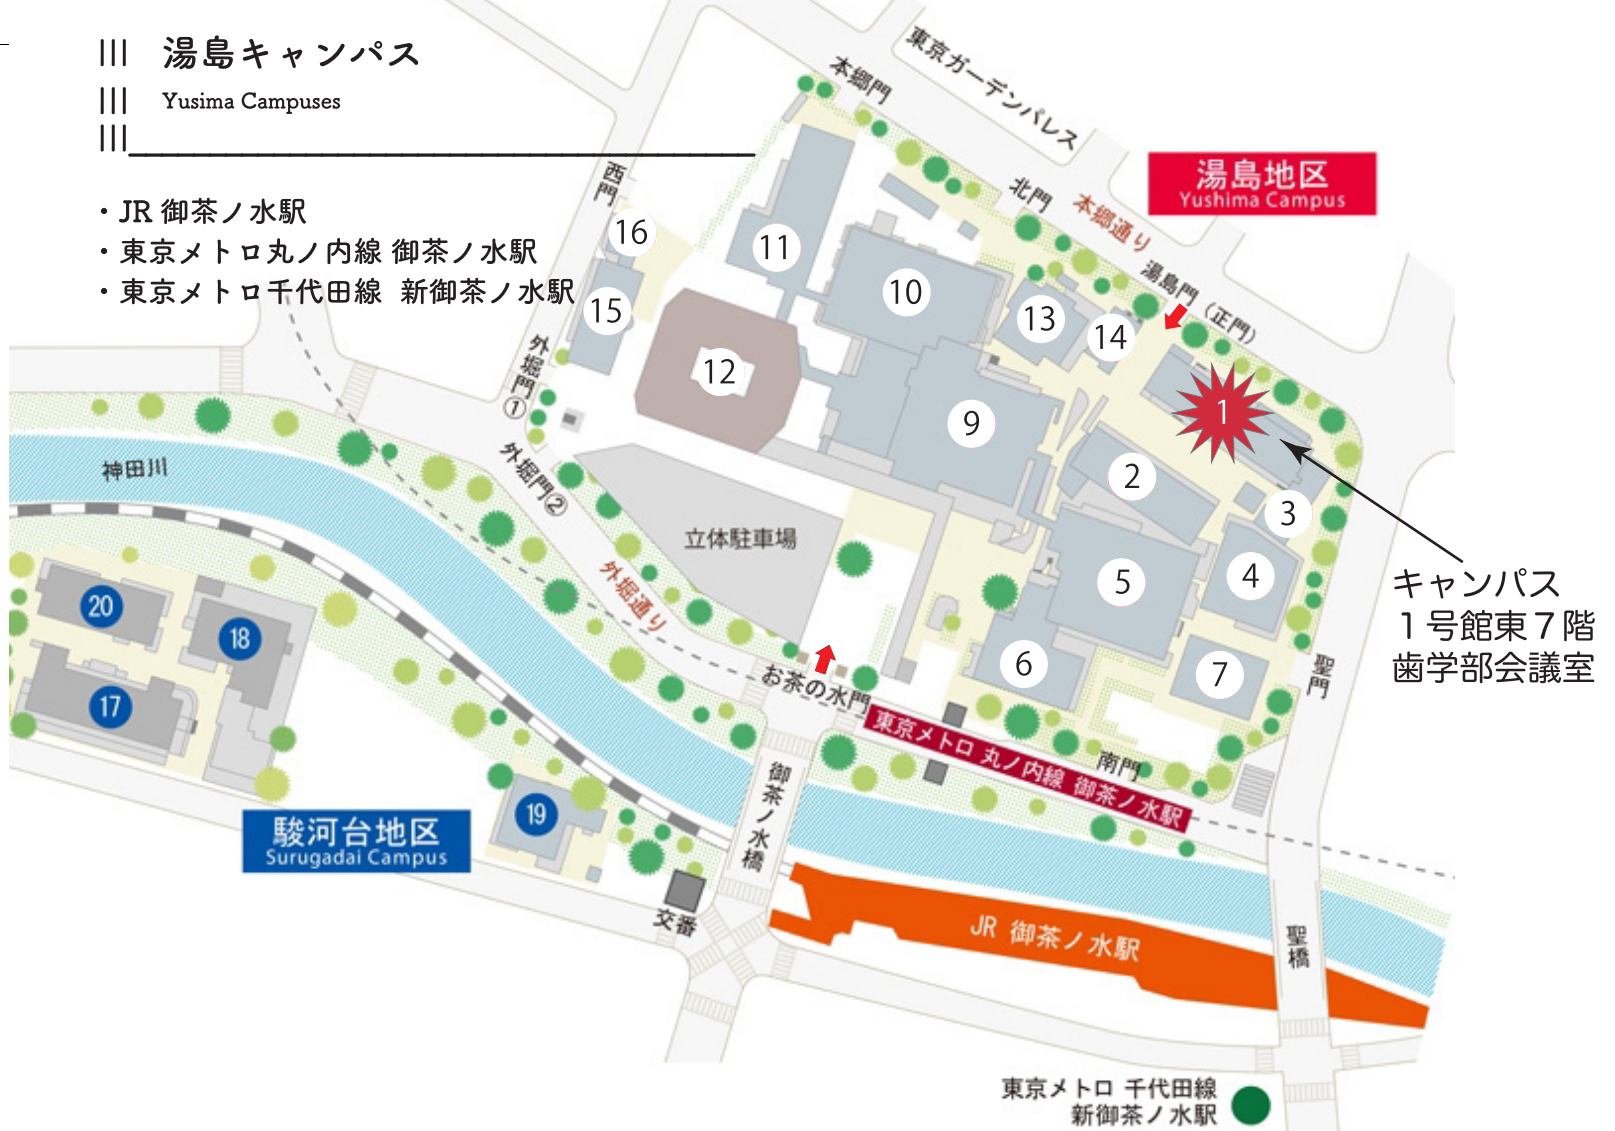 湯島キャンパス
Yusima Campuses
・JR 御茶ノ水駅
・東京メトロ丸ノ内線 御茶ノ水駅
・東京メトロ千代田線 新御茶ノ水駅
本郷門
東京ガーデンパレス
北門
本郷通り
湯島地区
Yushima Campus
湯島門（正門）
西門
16
15
11
10
12
13
14
9
1
2
3
4
5
6
7
外堀門①
外堀門②
神田川
立体駐車場
外堀通り
キャンパス
１号館東７階
歯学部会議室
聖門
お茶の水門
東京メトロ 丸ノ内線 御茶ノ水駅
南門
20
18
17
19
駿河台地区
Surugadai Campus
御茶ノ水橋
交番
JR 御茶ノ水駅
聖橋
東京メトロ 千代田線
新御茶ノ水駅